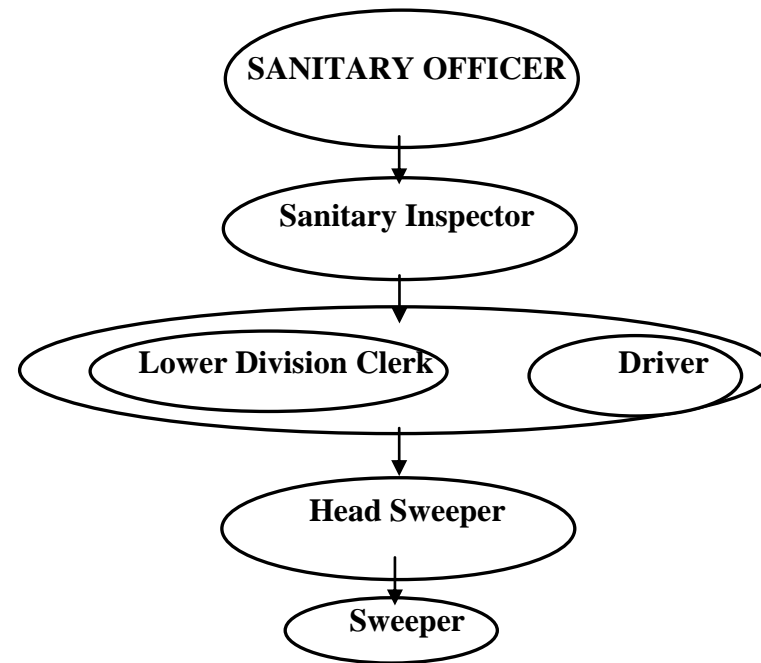 SANITARY OFFICER
Sanitary Inspector
Lower Division Clerk
Driver
Head Sweeper
Sweeper